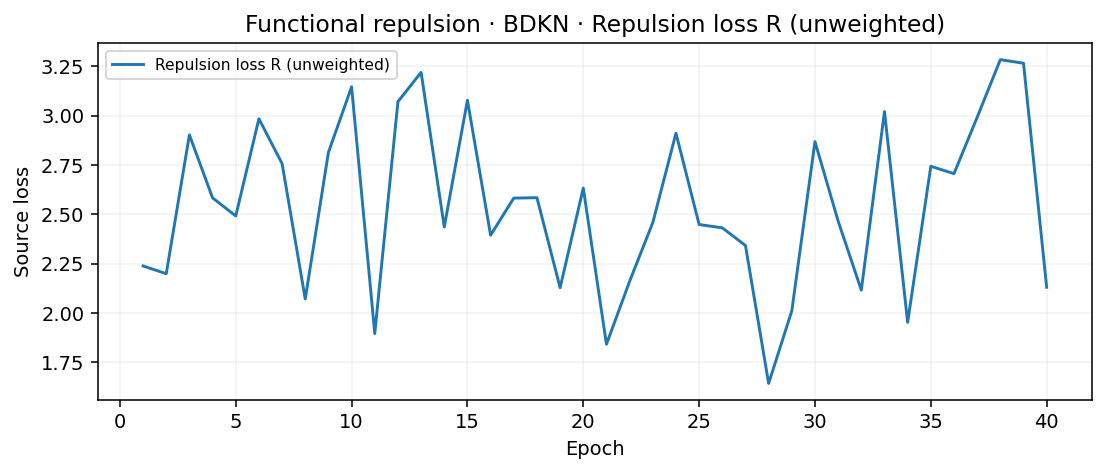 Functional repulsion · BDKN · Repulsion loss R (unweighted)
Repulsion loss R (unweighted)
Source loss
3.25
3.00
2.75
2.50
2.25
2.00
1.75
0 5 10 15 20 25 30 35 40
Epoch